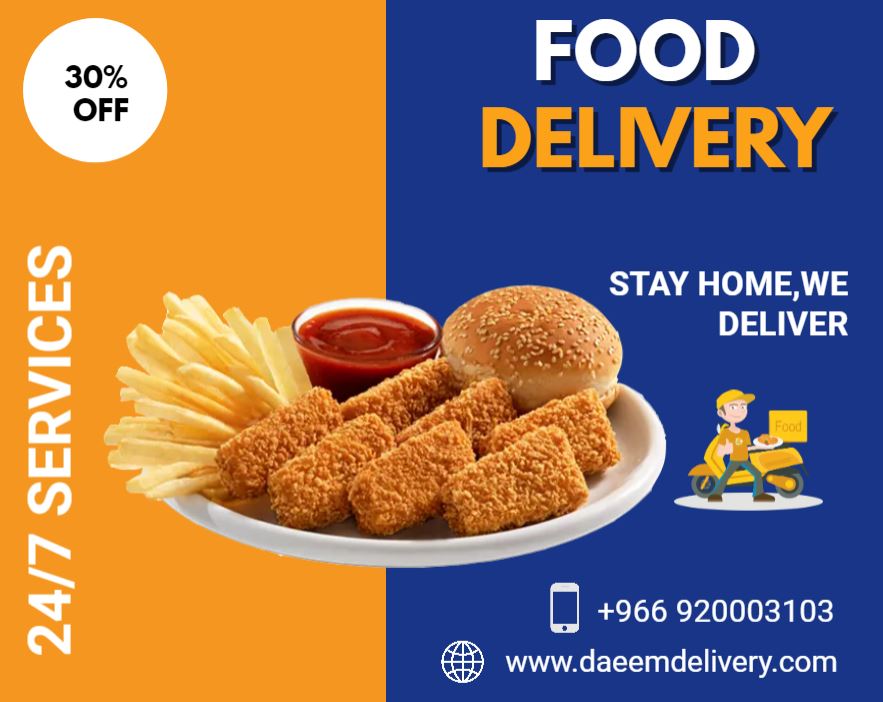 30%
OFF
FOOD
DELIVERY
24/7 SERVICES
STAY HOME,WE
DELIVER
Food
+966 920003103
www.daeemdelivery.com